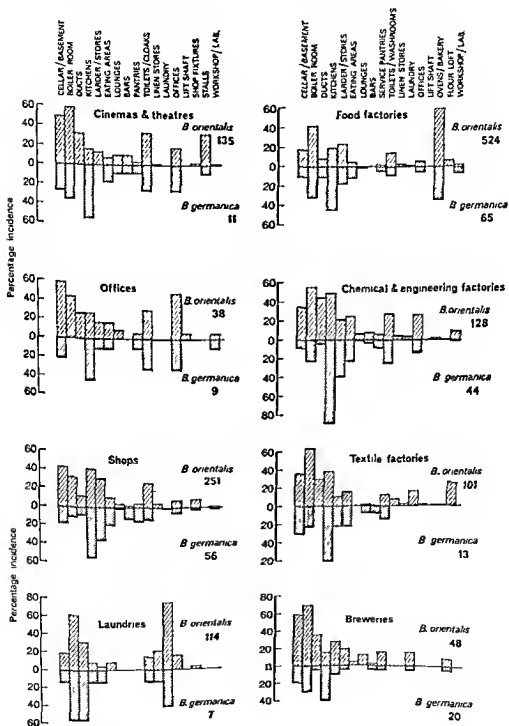 CELLAR/BASEMENT
BOILER ROOM
DUCTS
KITCHENS
LARDER/STORES
EATING AREAS
LOUNGES
BARS
PANTRIES
TOILETS/CLOAKS
LINEN STORES
LAUNDRY
OFFICES
LIFT SHAFT
SHOP FIXTURES
STALLS
WORKSHOP/LAB.
CELLAR/BASEMENT
BOILER ROOM
DUCTS
KITCHENS
LARDER/STORES
EATING AREAS
LOUNGES
BARS
SERVICE PANTRIES
TOILETS/WASHROOMS
LINEN STORES
LAUNDRY
OFFICES
LIFT SHAFT
OVENS/BAKERY
FLOUR LOFT
WORKSHOP/LAB.
Percentage incidence
Cinemas & theatres
60
40
20
0
20
40
60
B. orientalis
135
B germanica
11
Food factories
60
40
20
0
20
40
60
B. orientalis
524
B germanica
65
Offices
60
40
20
0
20
40
60
B. orientalis
38
B germanica
9
Chemical & engineering factories
60
40
20
0
20
40
60
80
B. orientalis
128
B germanica
44
Percentage incidence
Shops
60
40
20
0
20
40
60
B orientalis
251
B germanica
56
Textile factories
60
40
20
0
20
40
60
B. orientalis
101
B germanica
13
Laundries
80
60
40
20
0
20
40
60
B orientalis
114
B germanica
7
Breweries
80
60
40
20
20
40
60
B. orientalis
48
B germanica
20